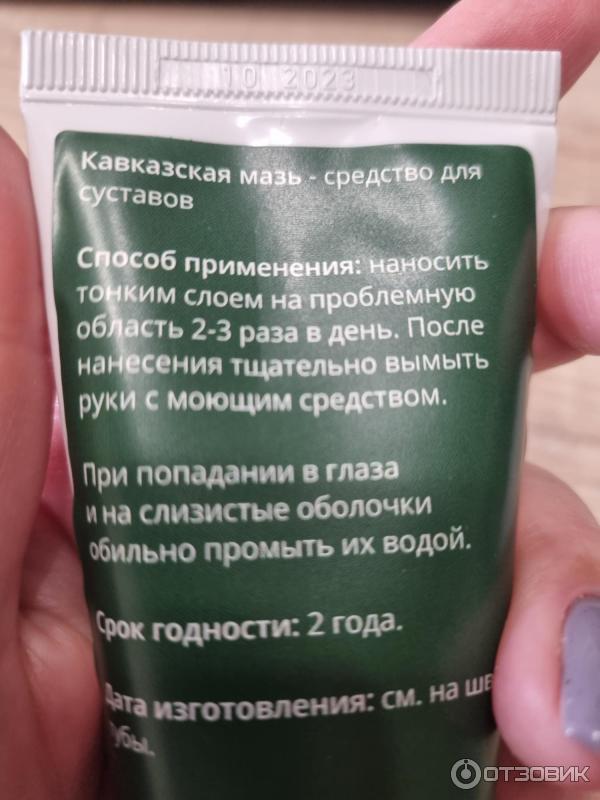 10 2023
Кавказская мазь - средство для
суставов
Способ применения: наносить
тонким слоем на проблемную
область 2-3 раза в день. После
нанесения тщательно вымыть
руки с моющим средством.
При попадании в глаза
и на слизистые оболочки
обильно промыть их водой.
Срок годности: 2 года.
Дата изготовления: см. на шв
тубы.
ОТЗОВИК